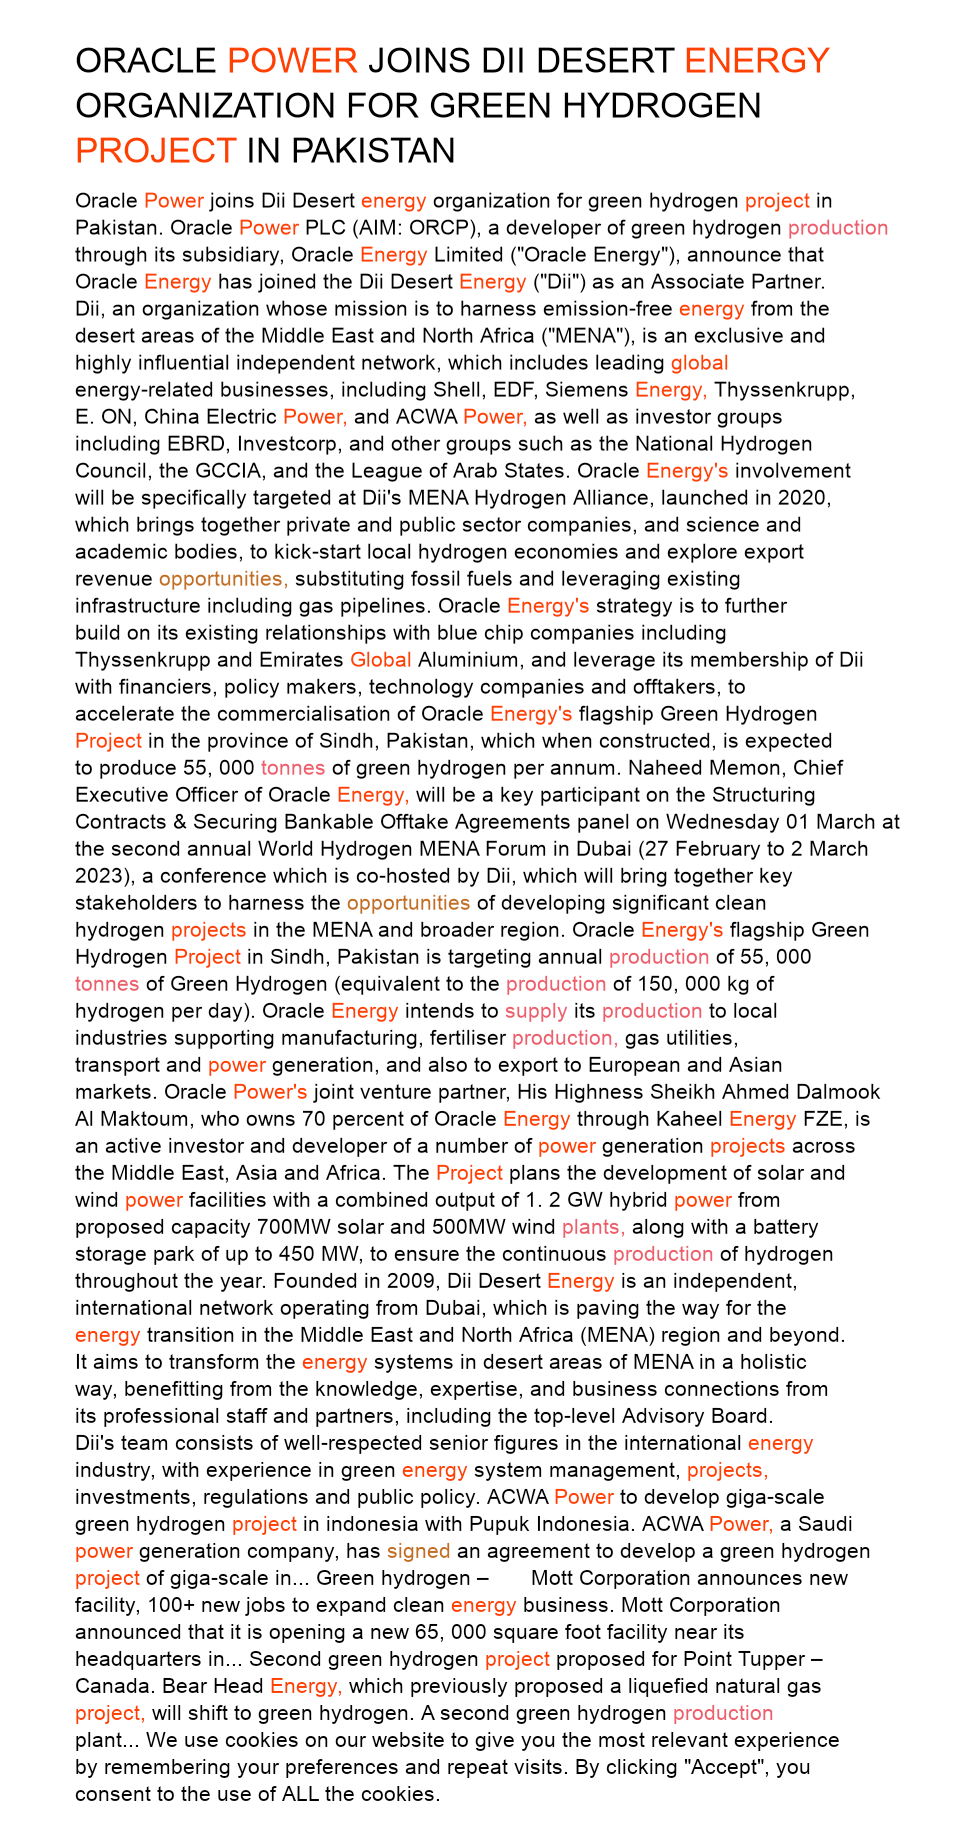 ORACLE POWER JOINS DII DESERT ENERGY
ORGANIZATION FOR GREEN HYDROGEN
PROJECT IN PAKISTAN
Oracle Power joins Dii Desert energy organization for green hydrogen project in
Pakistan. Oracle Power PLC (AIM: ORCP), a developer of green hydrogen production
through its subsidiary, Oracle Energy Limited ("Oracle Energy"), announce that
Oracle Energy has joined the Dii Desert Energy ("Dii") as an Associate Partner.
Dii, an organization whose mission is to harness emission-free energy from the
desert areas of the Middle East and North Africa ("MENA"), is an exclusive and
highly influential independent network, which includes leading global
energy-related businesses, including Shell, EDF, Siemens Energy, Thyssenkrupp,
E. ON, China Electric Power, and ACWA Power, as well as investor groups
including EBRD, Investcorp, and other groups such as the National Hydrogen
Council, the GCCIA, and the League of Arab States. Oracle Energy's involvement
will be specifically targeted at Dii's MENA Hydrogen Alliance, launched in 2020,
which brings together private and public sector companies, and science and
academic bodies, to kick-start local hydrogen economies and explore export
revenue opportunities, substituting fossil fuels and leveraging existing
infrastructure including gas pipelines. Oracle Energy's strategy is to further
build on its existing relationships with blue chip companies including
Thyssenkrupp and Emirates Global Aluminium, and leverage its membership of Dii
with financiers, policy makers, technology companies and offtakers, to
accelerate the commercialisation of Oracle Energy's flagship Green Hydrogen
Project in the province of Sindh, Pakistan, which when constructed, is expected
to produce 55, 000 tonnes of green hydrogen per annum. Naheed Memon, Chief
Executive Officer of Oracle Energy, will be a key participant on the Structuring
Contracts & Securing Bankable Offtake Agreements panel on Wednesday 01 March at
the second annual World Hydrogen MENA Forum in Dubai (27 February to 2 March
2023), a conference which is co-hosted by Dii, which will bring together key
stakeholders to harness the opportunities of developing significant clean
hydrogen projects in the MENA and broader region. Oracle Energy's flagship Green
Hydrogen Project in Sindh, Pakistan is targeting annual production of 55, 000
tonnes of Green Hydrogen (equivalent to the production of 150, 000 kg of
hydrogen per day). Oracle Energy intends to supply its production to local
industries supporting manufacturing, fertiliser production, gas utilities,
transport and power generation, and also to export to European and Asian
markets. Oracle Power's joint venture partner, His Highness Sheikh Ahmed Dalmook
Al Maktoum, who owns 70 percent of Oracle Energy through Kaheel Energy FZE, is
an active investor and developer of a number of power generation projects across
the Middle East, Asia and Africa. The Project plans the development of solar and
wind power facilities with a combined output of 1. 2 GW hybrid power from
proposed capacity 700MW solar and 500MW wind plants, along with a battery
storage park of up to 450 MW, to ensure the continuous production of hydrogen
throughout the year. Founded in 2009, Dii Desert Energy is an independent,
international network operating from Dubai, which is paving the way for the
energy transition in the Middle East and North Africa (MENA) region and beyond.
It aims to transform the energy systems in desert areas of MENA in a holistic
way, benefitting from the knowledge, expertise, and business connections from
its professional staff and partners, including the top-level Advisory Board.
Dii's team consists of well-respected senior figures in the international energy
industry, with experience in green energy system management, projects,
investments, regulations and public policy. ACWA Power to develop giga-scale
green hydrogen project in indonesia with Pupuk Indonesia. ACWA Power, a Saudi
power generation company, has signed an agreement to develop a green hydrogen
project of giga-scale in... Green hydrogen – Mott Corporation announces new
facility, 100+ new jobs to expand clean energy business. Mott Corporation
announced that it is opening a new 65, 000 square foot facility near its
headquarters in... Second green hydrogen project proposed for Point Tupper –
Canada. Bear Head Energy, which previously proposed a liquefied natural gas
project, will shift to green hydrogen. A second green hydrogen production
plant... We use cookies on our website to give you the most relevant experience
by remembering your preferences and repeat visits. By clicking "Accept", you
consent to the use of ALL the cookies.